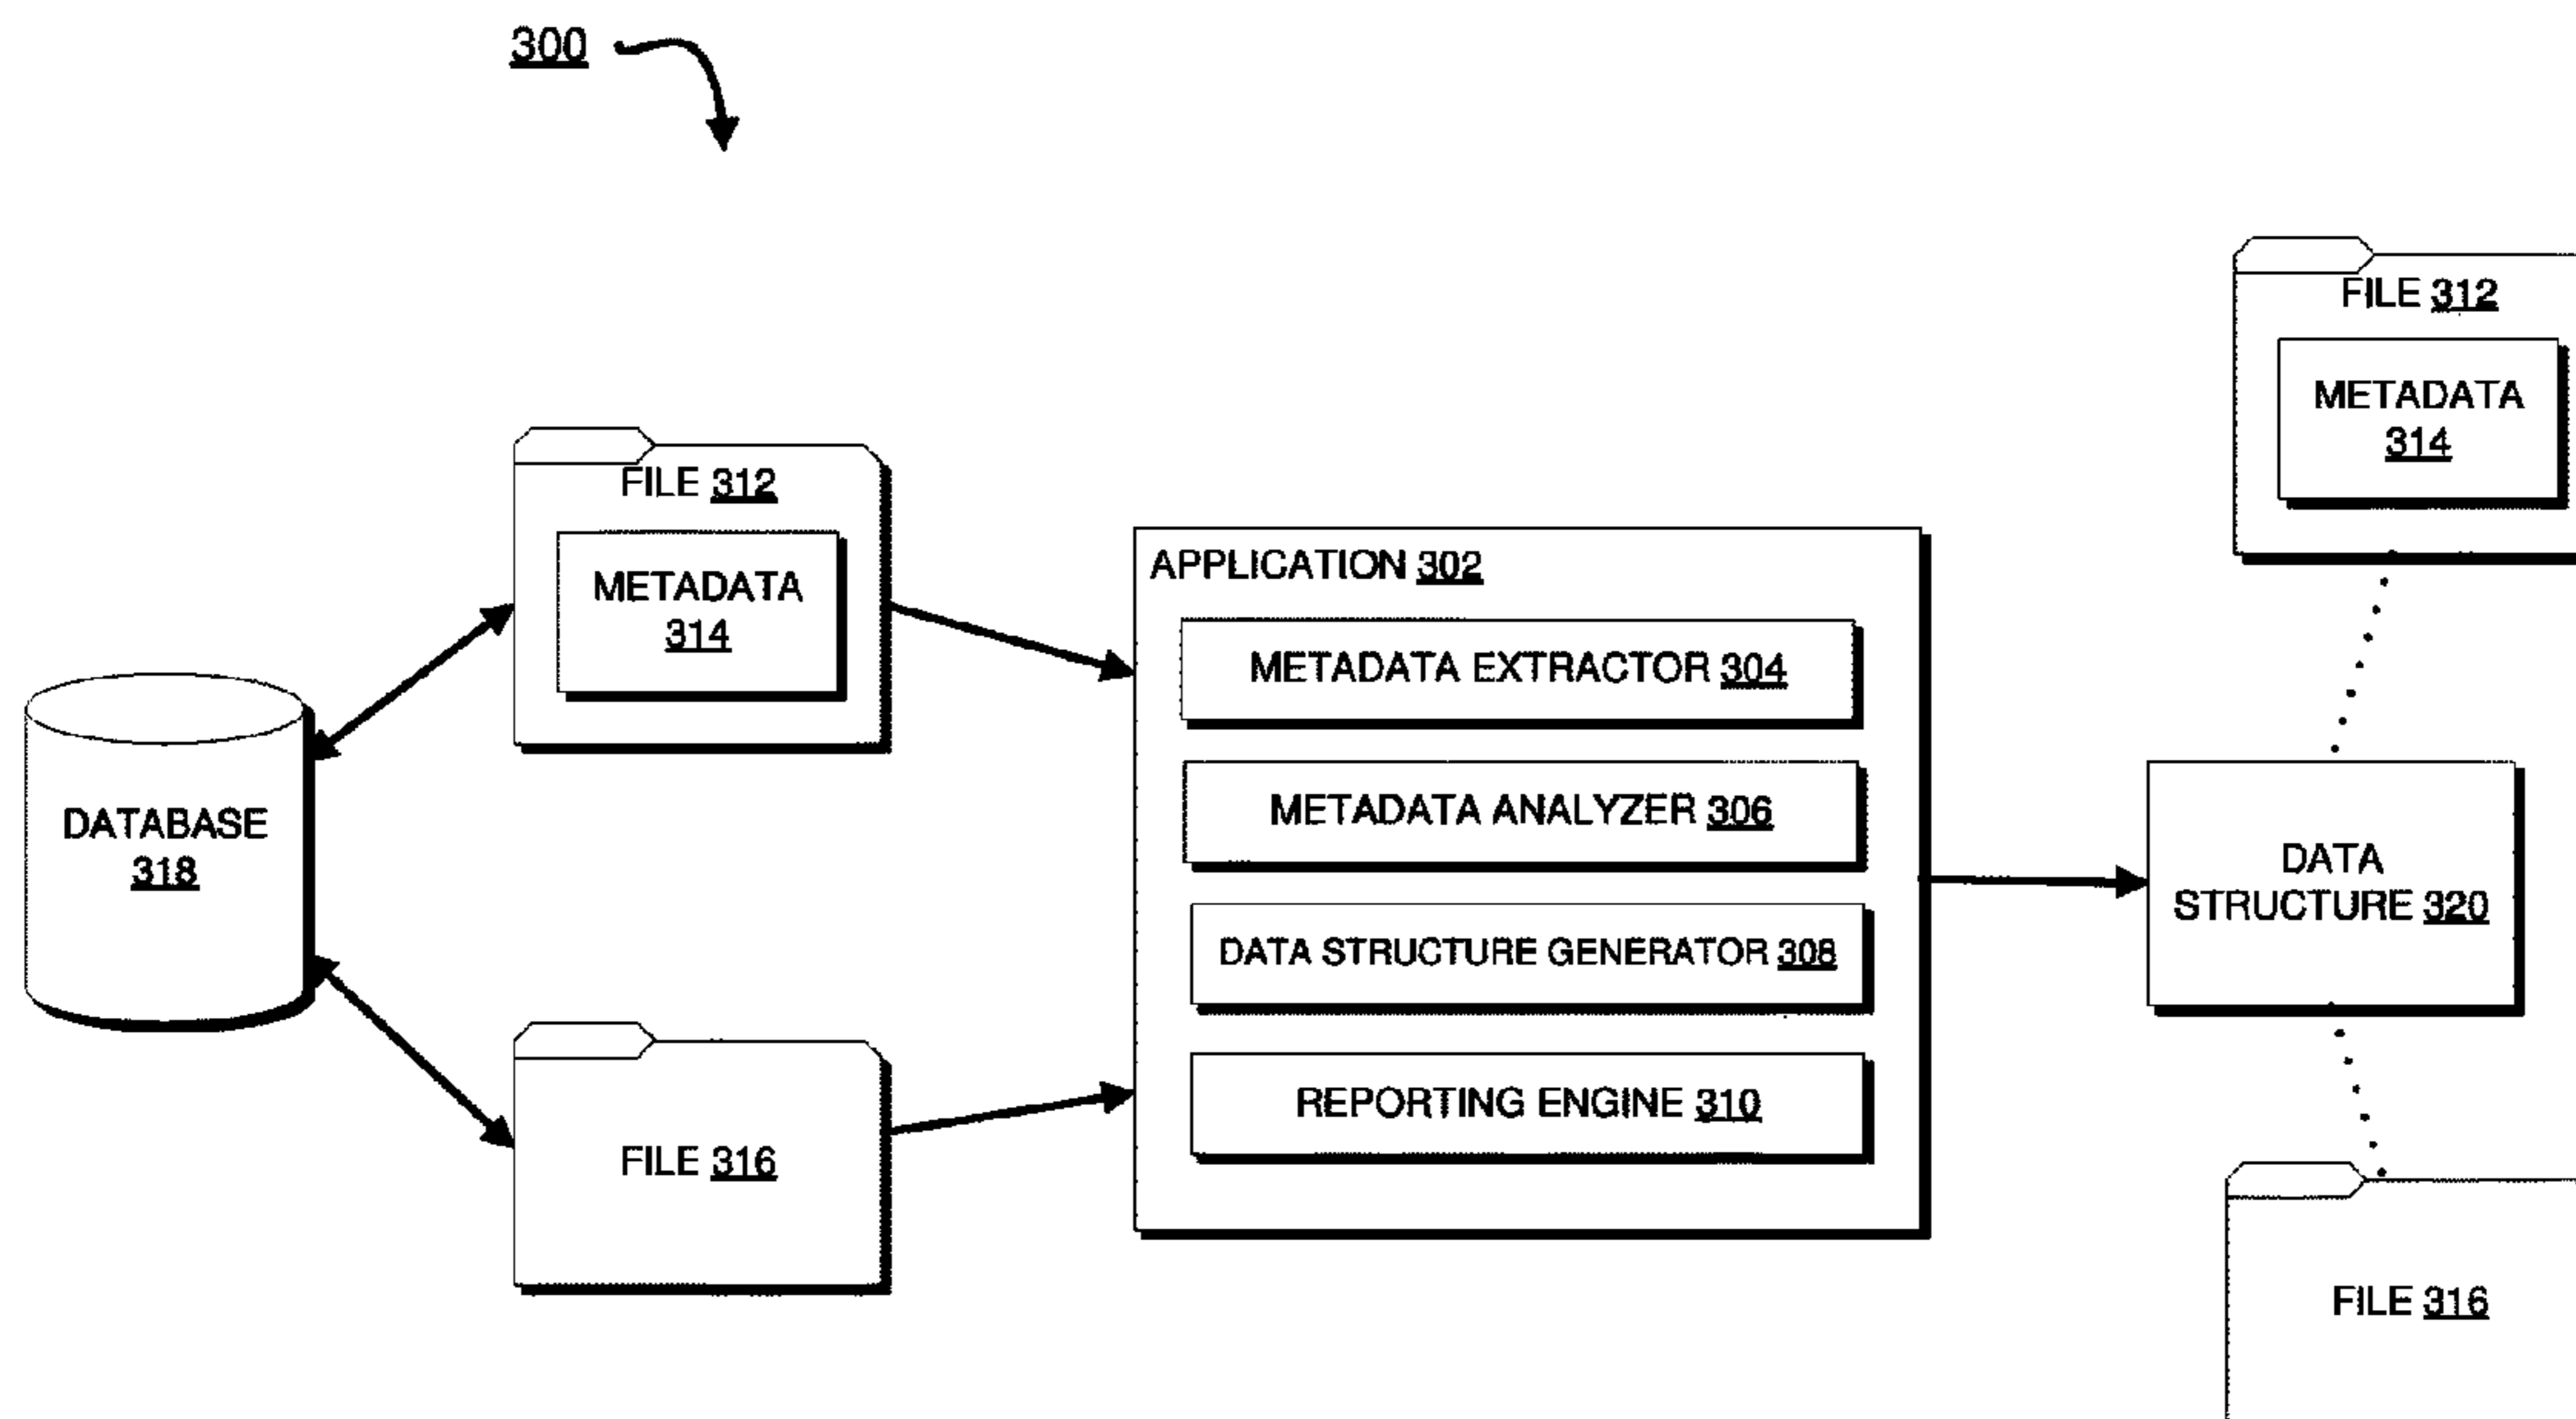 300
FILE 312
METADATA
314
FILE 312
METADATA
314
APPLICATION 302
METADATA EXTRACTOR 304
METADATA ANALYZER 306
DATA STRUCTURE GENERATOR 308
REPORTING ENGINE 310
DATABASE
318
DATA
STRUCTURE 320
FILE 316
FILE 316